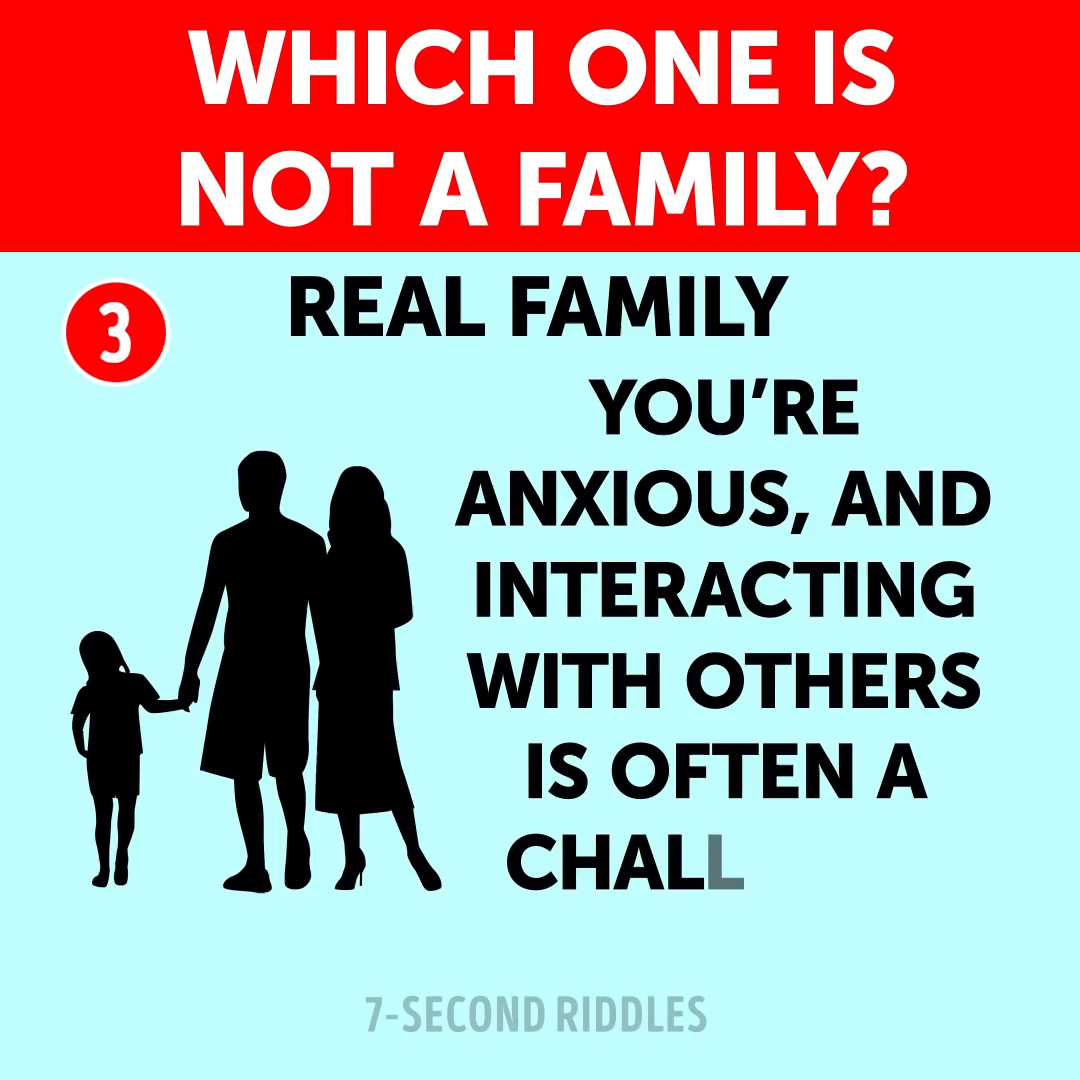 WHICH ONE IS
NOT A FAMILY?
3
REAL FAMILY
YOU'RE
ANXIOUS, AND
INTERACTING
WITH OTHERS
IS OFTEN A
CHALL
7-SECOND RIDDLES